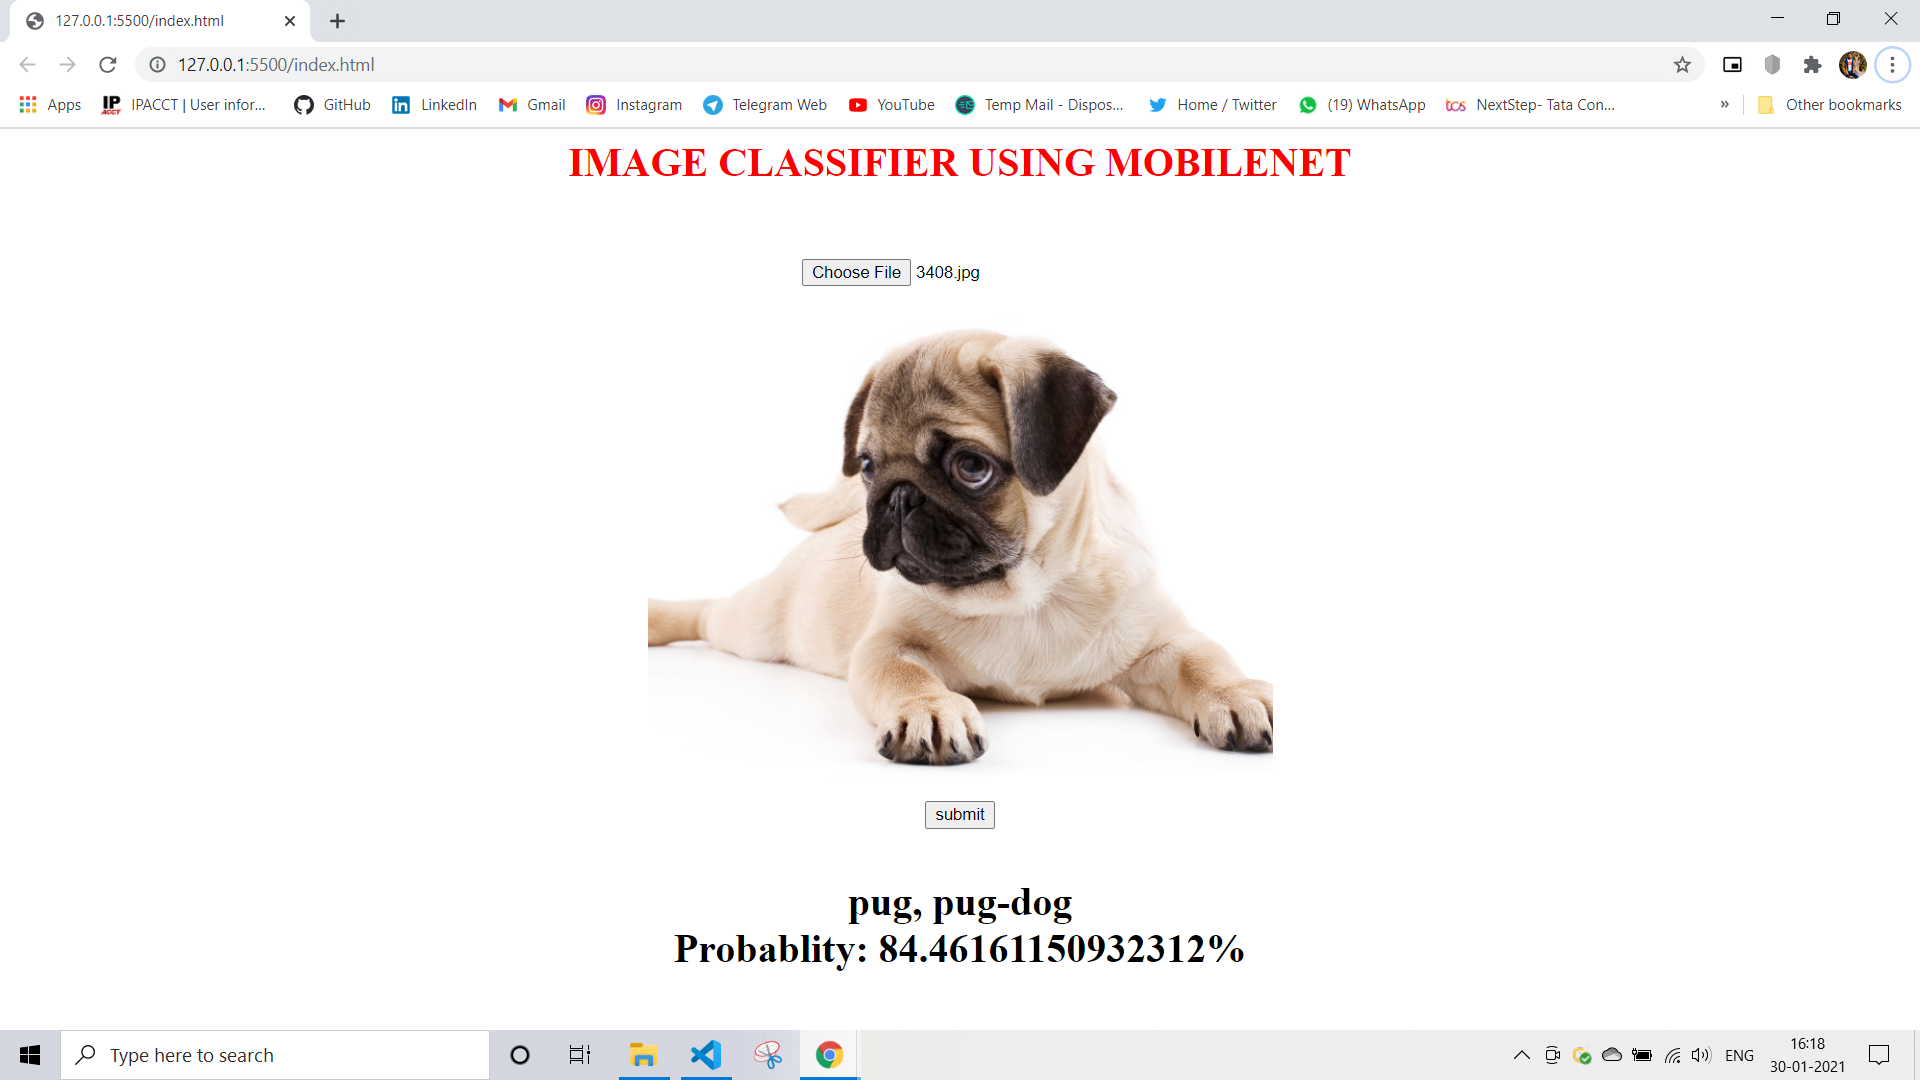 127.0.0.1:5500/index.html
127.0.0.1:5500/index.html
Apps
IP ACCT IPACCT | User infor...
GitHub
LinkedIn
Gmail
Instagram
Telegram Web
YouTube
Temp Mail - Dispos...
Home / Twitter
(19) WhatsApp
tcs NextStep- Tata Con...
»
Other bookmarks
IMAGE CLASSIFIER USING MOBILENET
Choose File 3408.jpg
submit
pug, pug-dog
Probablity: 84.46161150932312%
Type here to search
ENG
16:18
30-01-2021